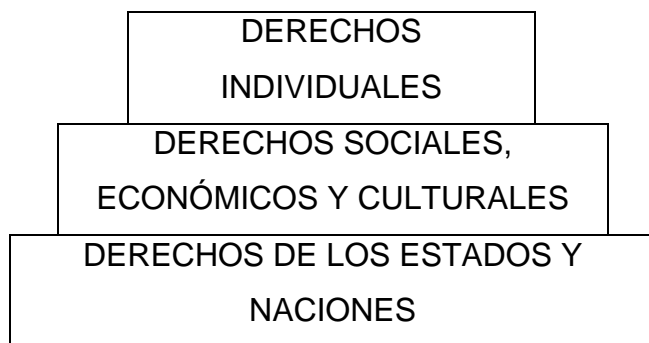 DERECHOS
INDIVIDUALES
DERECHOS SOCIALES,
ECONÓMICOS Y CULTURALES
DERECHOS DE LOS ESTADOS Y
NACIONES